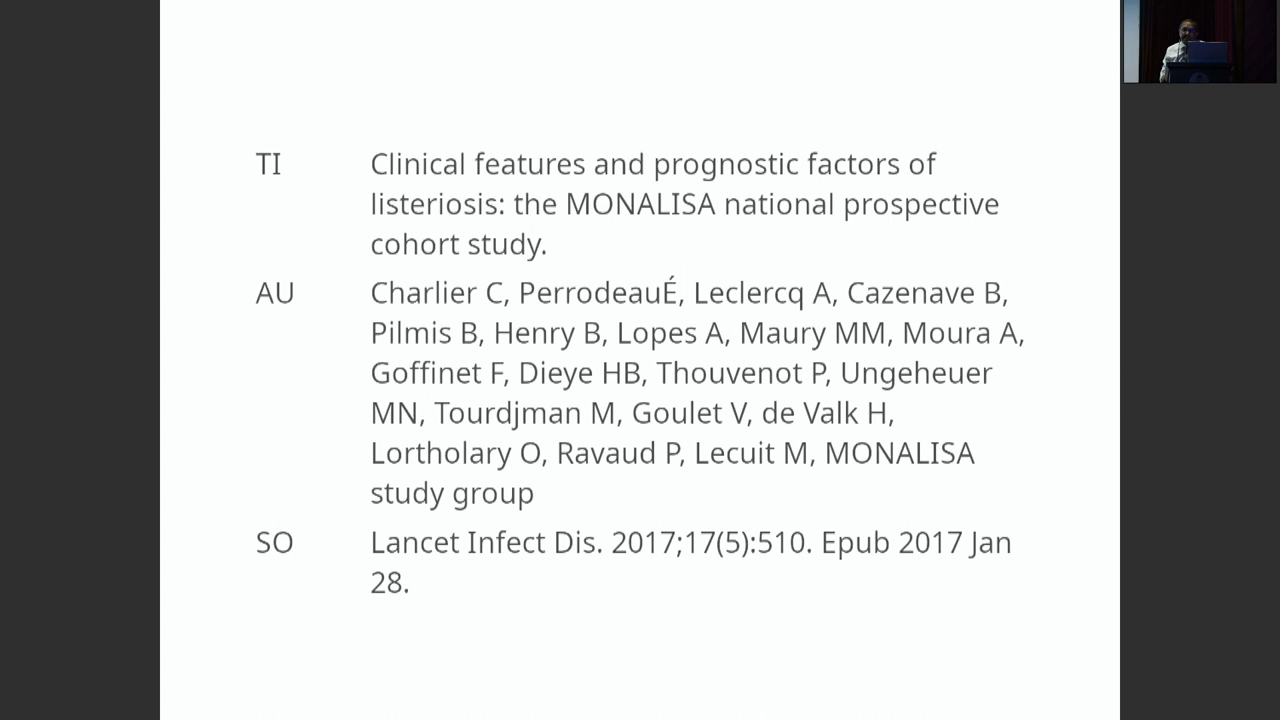 TI Clinical features and prognostic factors of
listeriosis: the MONALISA national prospective
cohort study.
AU Charlier C, PerrodeauÉ, Leclercq A, Cazenave B,
Pilmis B, Henry B, Lopes A, Maury MM, Moura A,
Goffinet F, Dieye HB, Thouvenot P, Ungeheuer
MN, Tourdjman M, Goulet V, de Valk H,
Lortholary O, Ravaud P, Lecuit M, MONALISA
study group
SO Lancet Infect Dis. 2017;17(5):510. Epub 2017 Jan
28.